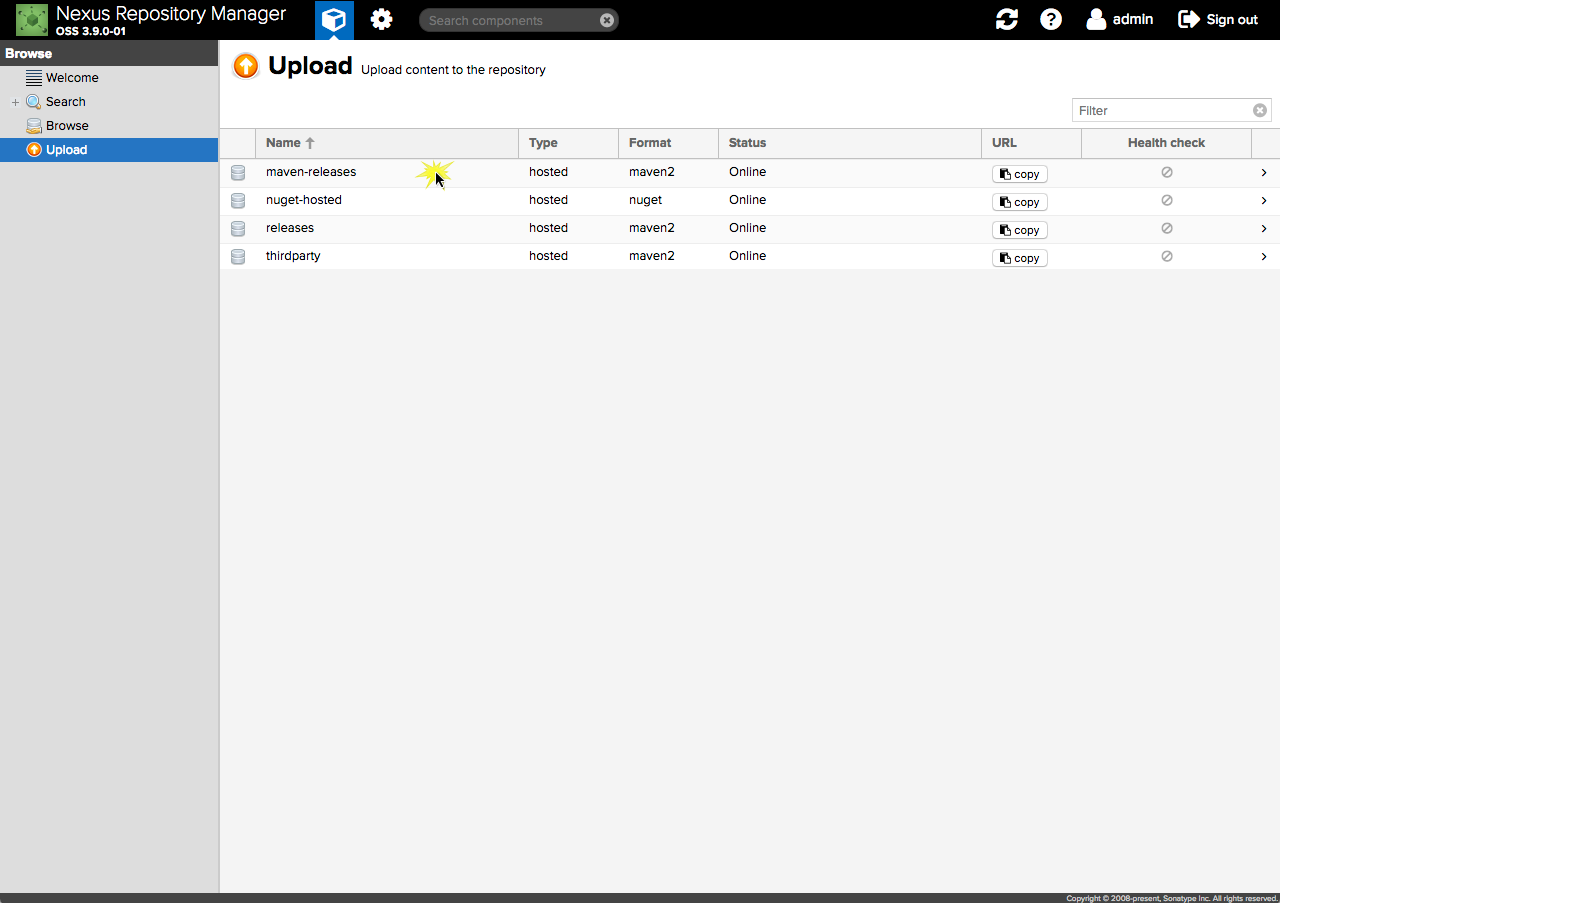 Nexus Repository Manager
OSS 3.9.0-01
Search components
admin
Sign out
Browse
Welcome
Search
Browse
Upload
Upload Upload content to the repository
Filter
Name Type Format Status URL Health check
maven-releases hosted maven2 Online copy
nuget-hosted hosted nuget Online copy
releases hosted maven2 Online copy
thirdparty hosted maven2 Online copy
Copyright © 2008-present, Sonatype Inc. All rights reserved.